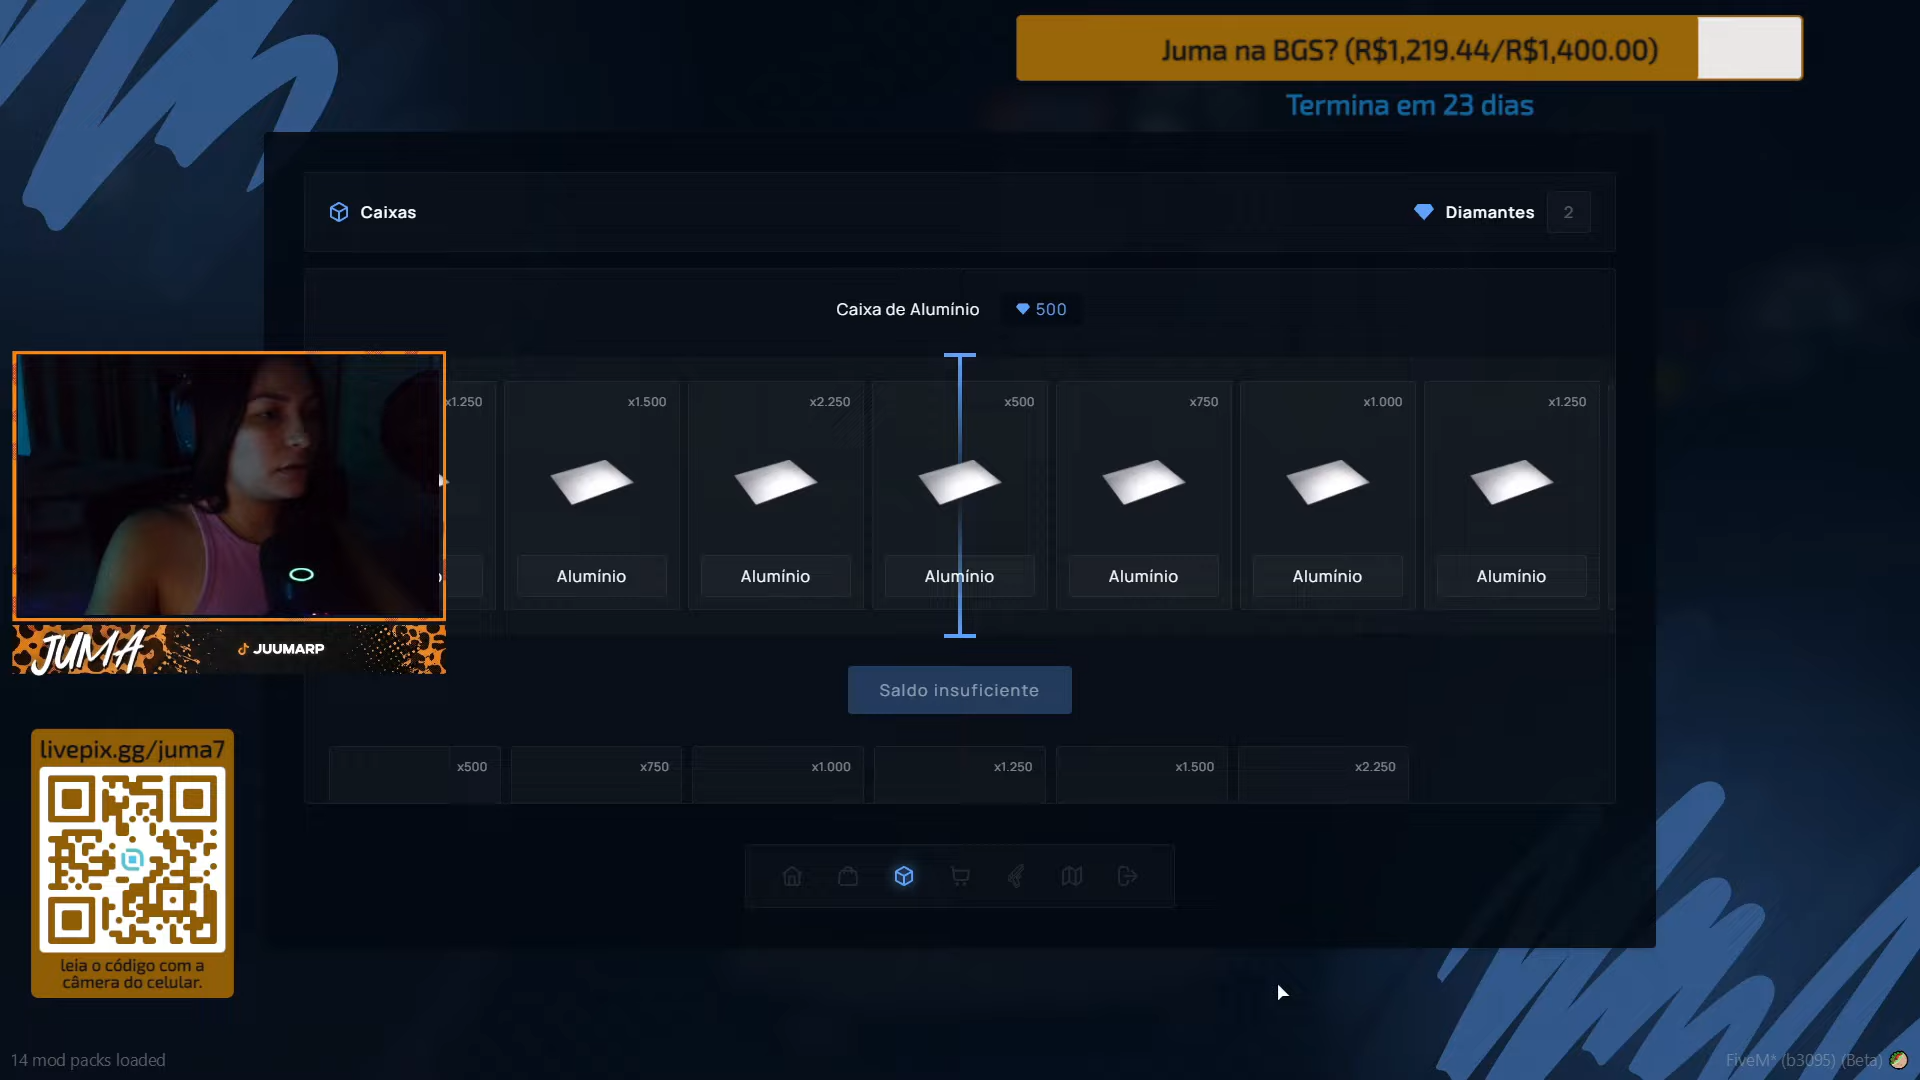 Juma na BGS? (R$1,219.44/R$1,400.00)
Termina em 23 dias
Caixas
Diamantes 2
Caixa de Alumínio 500
x1.250 x1.500 x2.250 x500 x750 x1.000 x1.250
Alumínio Alumínio Alumínio Alumínio Alumínio Alumínio
JUMA JUUMARP
Saldo insuficiente
livepix.gg/juma7
x500 x750 x1.000 x1.250 x1.500 x2.250
leia o código com a
câmera do celular.
14 mod packs loaded
FiveM* (b3095) (Beta)